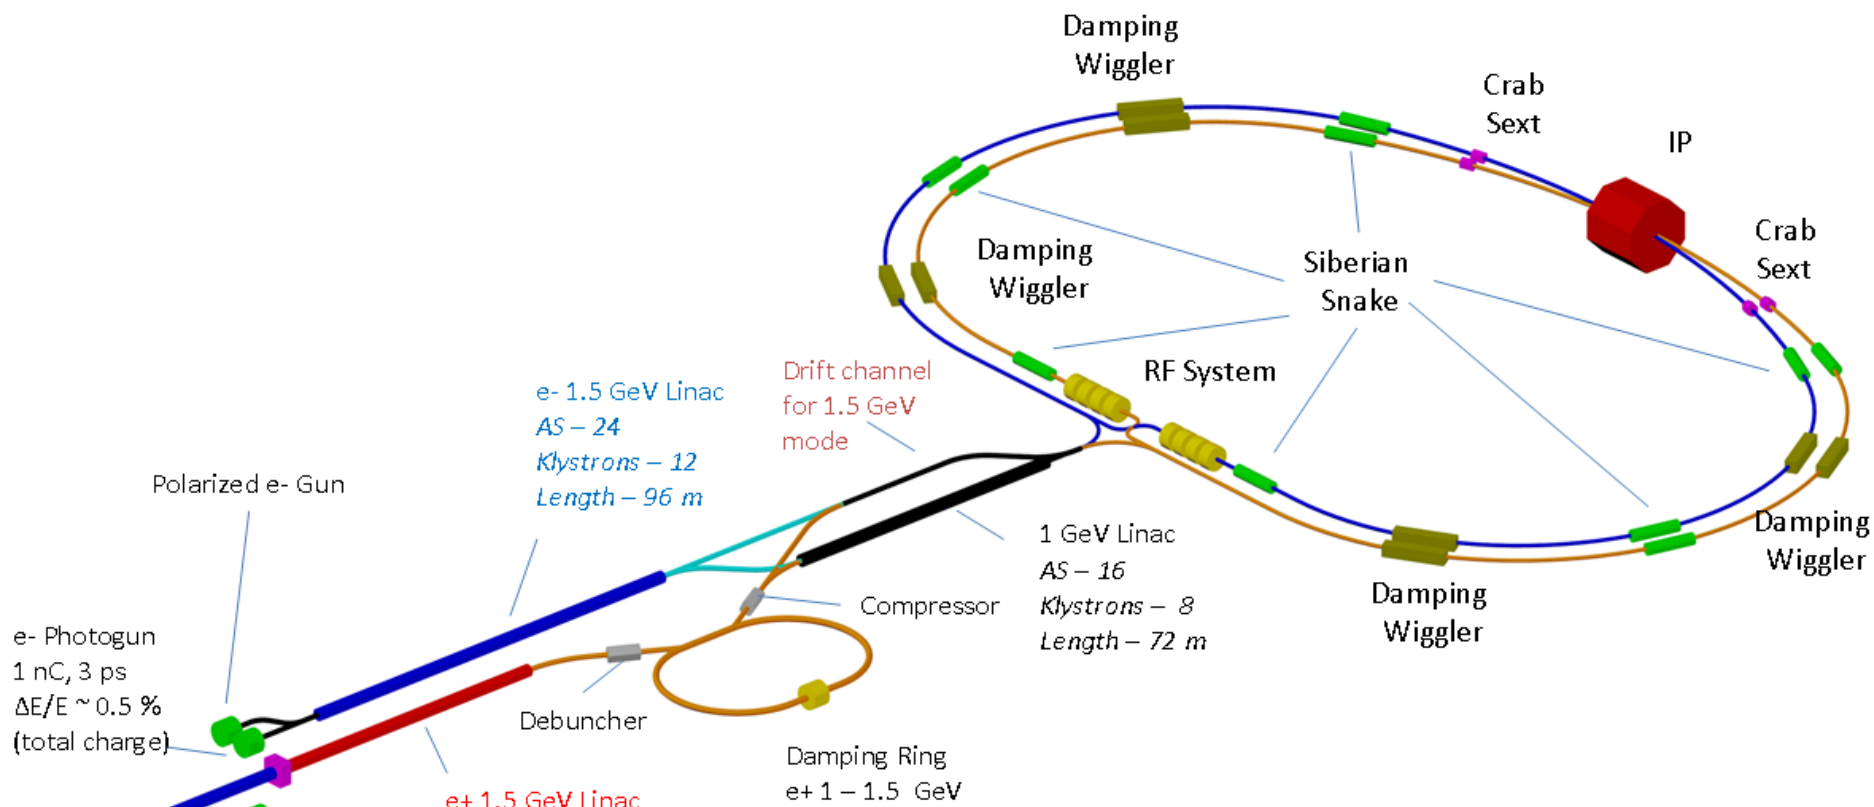 Damping
Wiggler
Crab
Sext
IP
Crab
Sext
Damping
Wiggler
Siberian
Snake
RF System
Drift channel
for 1.5 GeV
mode
e- 1.5 GeV Linac
AS – 24
Klystrons – 12
Length – 96 m
Polarized e- Gun
1 GeV Linac
AS – 16
Klystrons – 8
Length – 72 m
Damping
Wiggler
Damping
Wiggler
Compressor
e- Photogun
1 nC, 3 ps
ΔE/E ~ 0.5 %
(total charge)
Debuncher
Damping Ring
e+ 1 – 1.5 GeV
e+ 1.5 GeV Linac